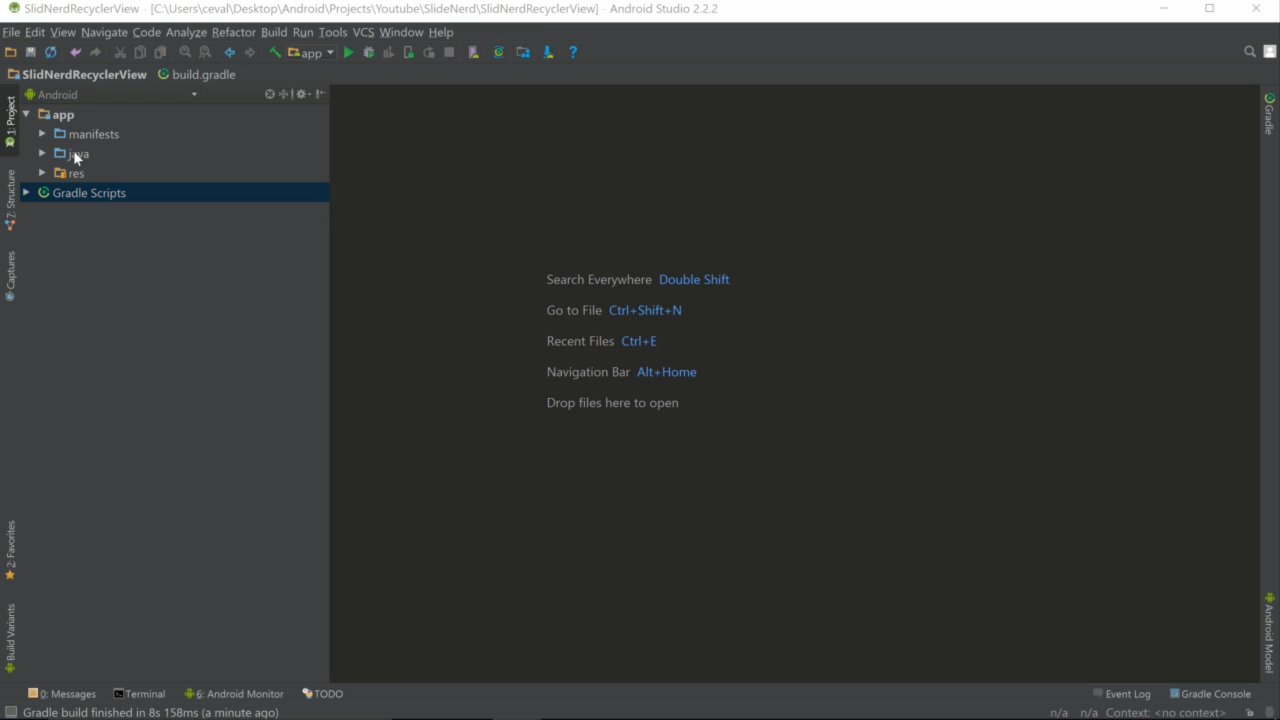 SlidNerdRecyclerView - [C:\Users\ceval\Desktop\Android\Projects\Youtube\SlideNerd\SlidNerdRecyclerView] - Android Studio 2.2.2
File Edit View Navigate Code Analyze Refactor Build Run Tools VCS Window Help
app
SlidNerdRecyclerView build.gradle
1: Project
Android
app
manifests
java
res
Gradle Scripts
7: Structure
Captures
2: Favorites
Build Variants
Search Everywhere Double Shift
Go to File Ctrl+Shift+N
Recent Files Ctrl+E
Navigation Bar Alt+Home
Drop files here to open
Gradle
Android Model
0: Messages Terminal 6: Android Monitor TODO Event Log Gradle Console
Gradle build finished in 8s 158ms (a minute ago) n/a n/a Context: <no context>